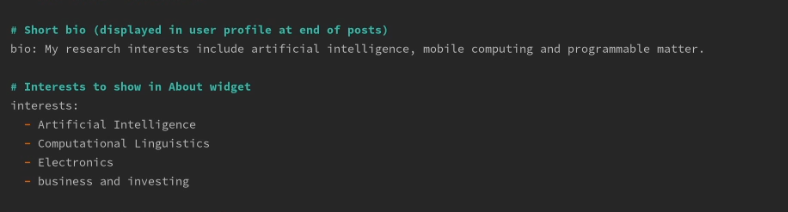 # Short bio (displayed in user profile at end of posts)
bio: My research interests include artificial intelligence, mobile computing and programmable matter.
# Interests to show in About widget
interests:
- Artificial Intelligence
- Computational Linguistics
- Electronics
- business and investing